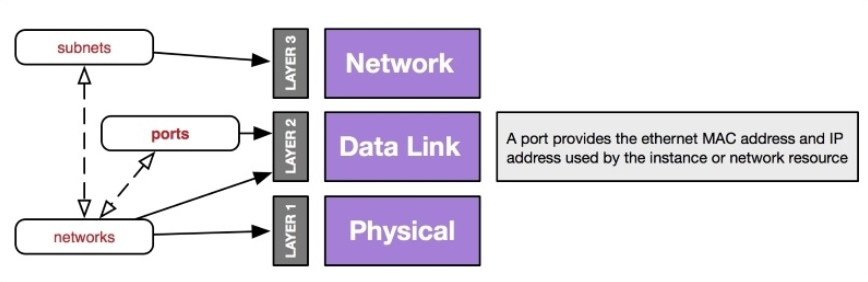 subnets
LAYER 3
Network
ports
LAYER 2
Data Link
A port provides the ethernet MAC address and IP
address used by the instance or network resource
networks
LAYER 1
Physical